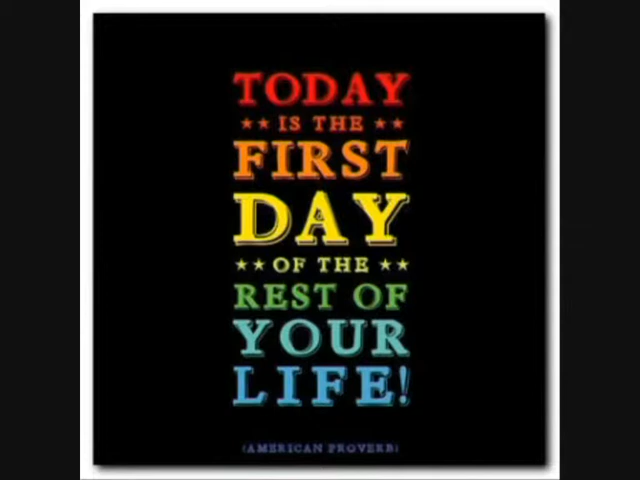 TODAY
★★ IS THE ★★
FIRST
DAY
★★ OF THE ★★
REST OF
YOUR
LIFE!
(AMERICAN PROVERB)